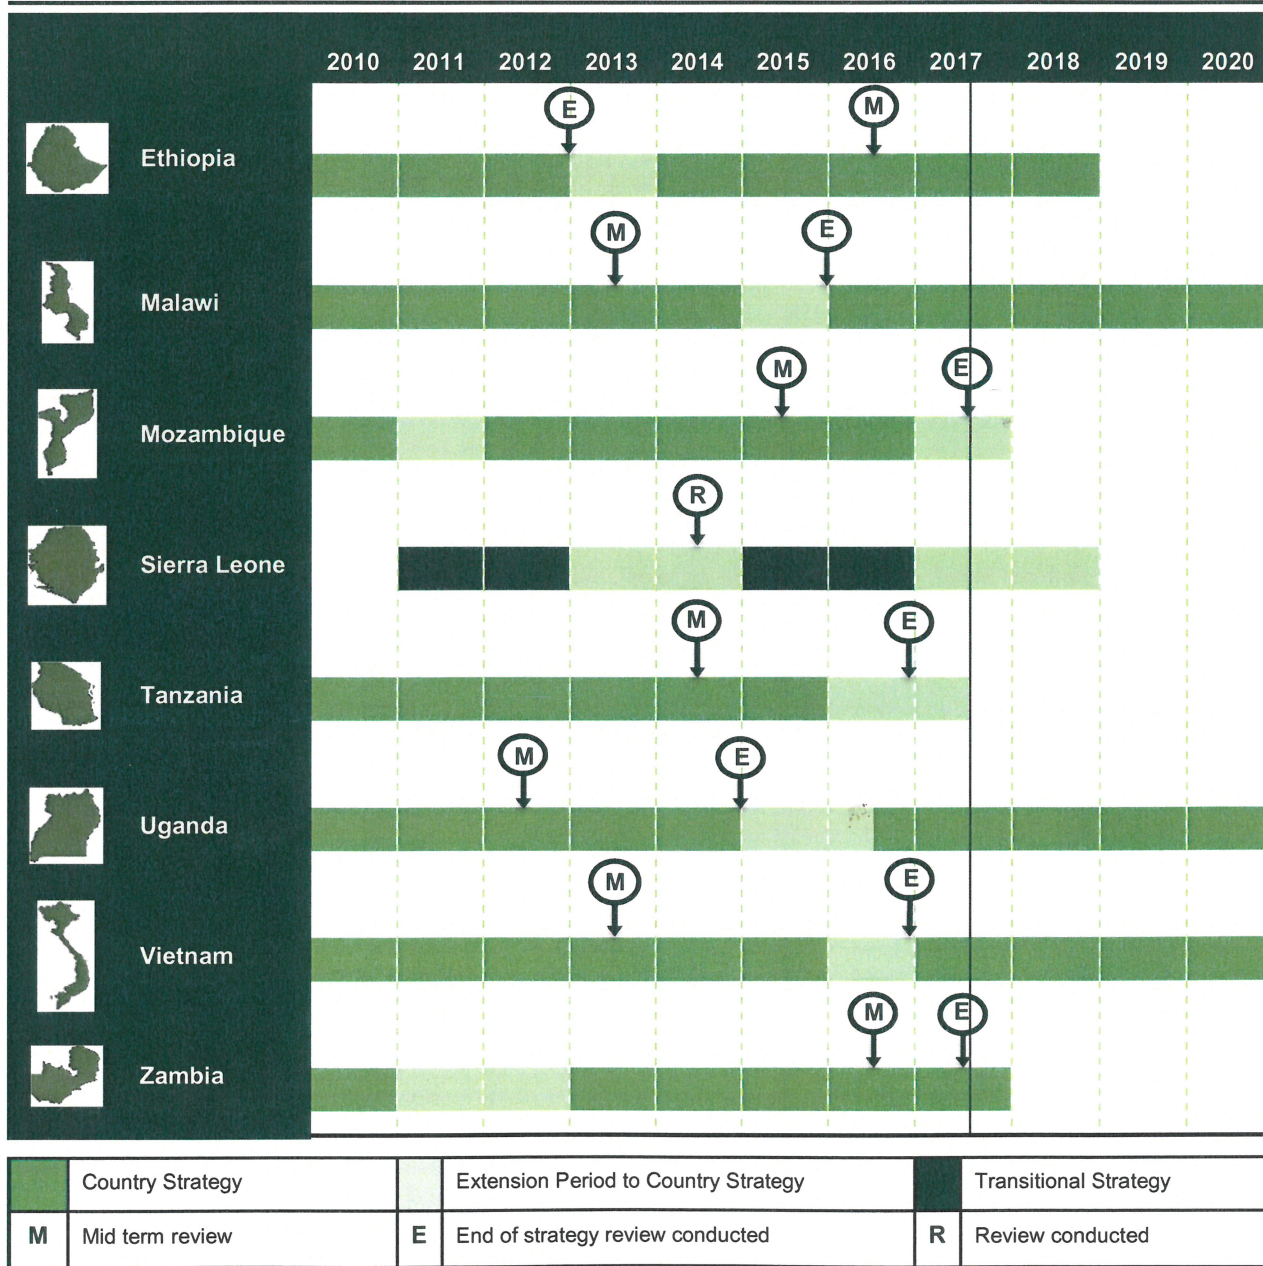 2010 2011 2012 2013 2014 2015 2016 2017 2018 2019 2020
E M
Ethiopia
M E
Malawi
M E
Mozambique
R
Sierra Leone
M E
Tanzania
M E
Uganda
M E
Vietnam
M E
Zambia
Country Strategy Extension Period to Country Strategy Transitional Strategy
M Mid term review E End of strategy review conducted R Review conducted